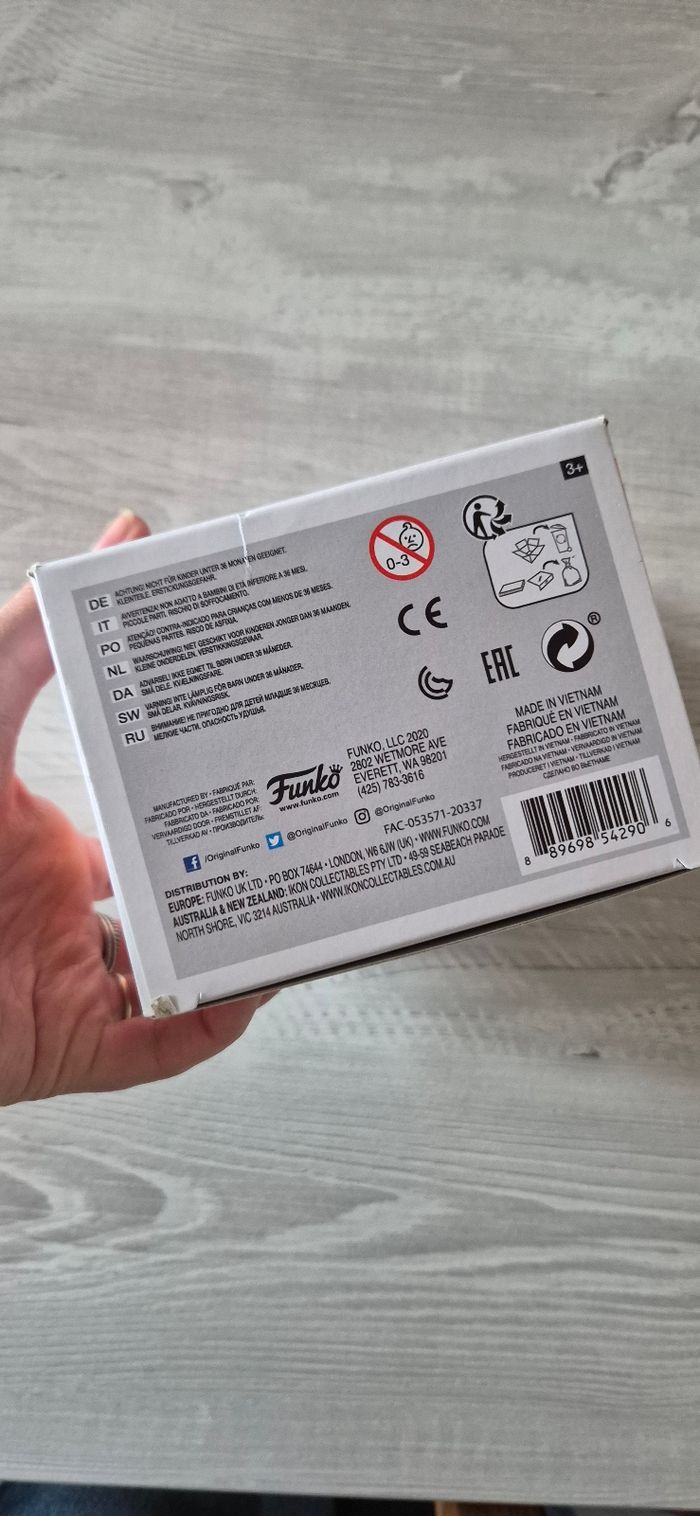 3+
DE ACHTUNG! NICHT FÜR KINDER UNTER 36 MONATEN GEEIGNET.
KLEINTEILE. ERSTICKUNGSGEFAHR.
IT AVVERTENZA! NON ADATTO A BAMBINI DI ETÀ INFERIORE A 36 MESI.
PICCOLE PARTI. RISCHIO DI SOFFOCAMENTO.
PO ATENÇÃO! CONTRA-INDICADO PARA CRIANÇAS COM MENOS DE 36 MESES.
PEQUENAS PARTES. RISCO DE ASFIXIA.
NL WAARSCHUWING! NIET GESCHIKT VOOR KINDEREN JONGER DAN 36 MAANDEN.
KLEINE ONDERDELEN. VERSTIKKINGSGEVAAR.
DA ADVARSEL! IKKE EGNET TIL BØRN UNDER 36 MÅNEDER.
SMÅ DELE. KVÆLNINGSFARE.
SW VARNING! INTE LÄMPLIG FÖR BARN UNDER 36 MÅNADER.
SMÅ DELAR. KVÄVNINGSRISK.
RU ВНИМАНИЕ! НЕ ПРИГОДНО ДЛЯ ДЕТЕЙ МЛАДШЕ 36 МЕСЯЦЕВ.
МЕЛКИЕ ЧАСТИ. ОПАСНОСТЬ УДУШЬЯ.
0-3
CE
EAC
®
MADE IN VIETNAM
FABRIQUÉ EN VIETNAM
FABRICADO EN VIETNAM
HERGESTELLT IN VIETNAM • FABBRICATO IN VIETNAM
FABRICADO NA VIETNAM • VERVAARDIGD IN VIETNAM
PRODUCERET I VIETNAM • TILLVERKAD I VIETNAM
СДЕЛАНО ВО ВЬЕТНАМЕ
MANUFACTURED BY • FABRIQUÉ PAR:
FABRICADO POR • HERGESTELLT DURCH:
FABBRICATO DA • FABRICADO POR:
VERVAARDIGD DOOR • FREMSTILLET AF:
TILLVERKAD AV • ПРОИЗВОДИТЕЛЬ:
Funko
www.funko.com
FUNKO, LLC 2020
2802 WETMORE AVE
EVERETT, WA 98201
(425) 783-3616
/OriginalFunko @OriginalFunko @OriginalFunko
FAC-053571-20337
DISTRIBUTION BY:
EUROPE: FUNKO UK LTD • PO BOX 74644 • LONDON, W6 6JW (UK) • WWW.FUNKO.COM
AUSTRALIA & NEW ZEALAND: IKON COLLECTABLES PTY LTD • 49-59 SEABEACH PARADE
NORTH SHORE, VIC 3214 AUSTRALIA • WWW.IKONCOLLECTABLES.COM.AU
8 89698 54290 6